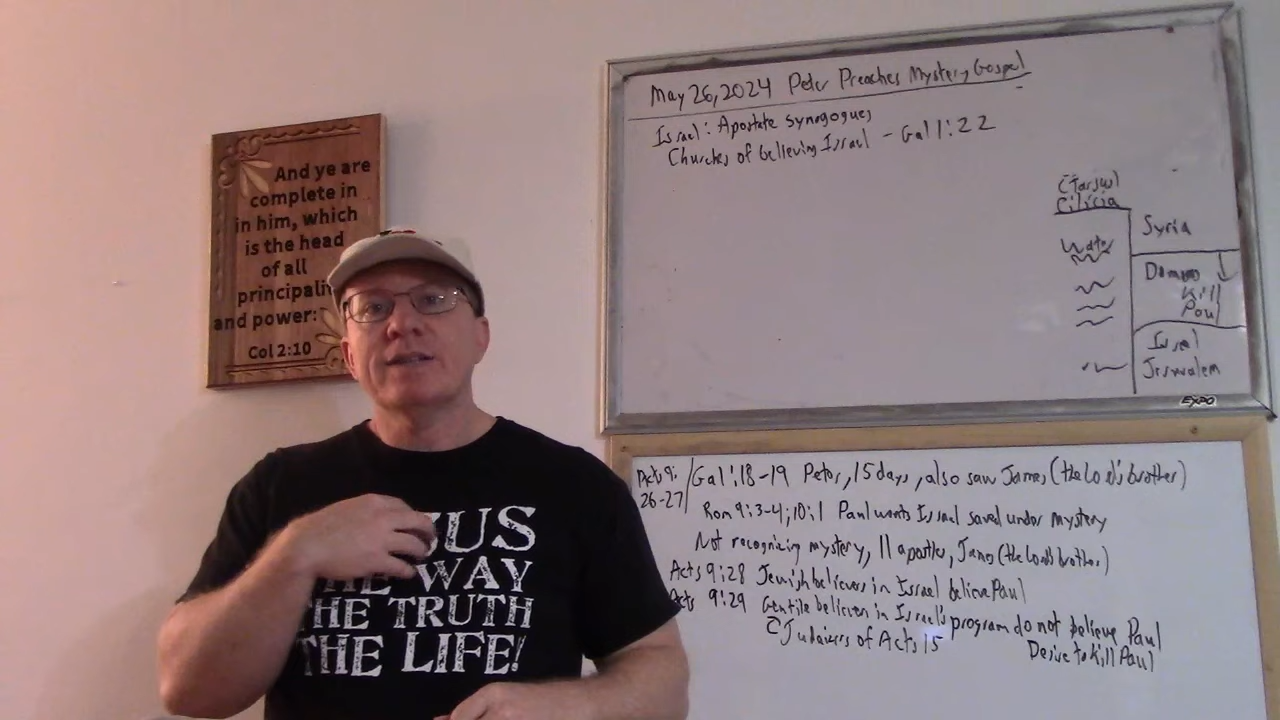 And ye are
complete in
in him, which
is the head
of all
principali
and power:
Col 2:10
US
THE WAY
THE TRUTH
THE LIFE!
May 26, 2024 Peter Preaches Mystery Gospel
Israel: Apostate synagogues
Churches of believing Israel - Gal 1:22
(Tarsus)
Cilicia
Water
Syria
Kill
Paul
Israel
Jerusalem
EXPO
Acts 9:
26-27 / Gal 1:18-19 Peter, 15 days, also saw James (the Lord's brother)
Rom 9:3-4; 10:1 Paul wants Israel saved under mystery
Not recognizing mystery, 11 apostles, James (the Lord's brother)
Acts 9:28 Jewish believers in Israel believe Paul
Acts 9:29 Gentile believers in Israel's program do not believe Paul
(Judaizers of Acts 15 Desire to kill Paul